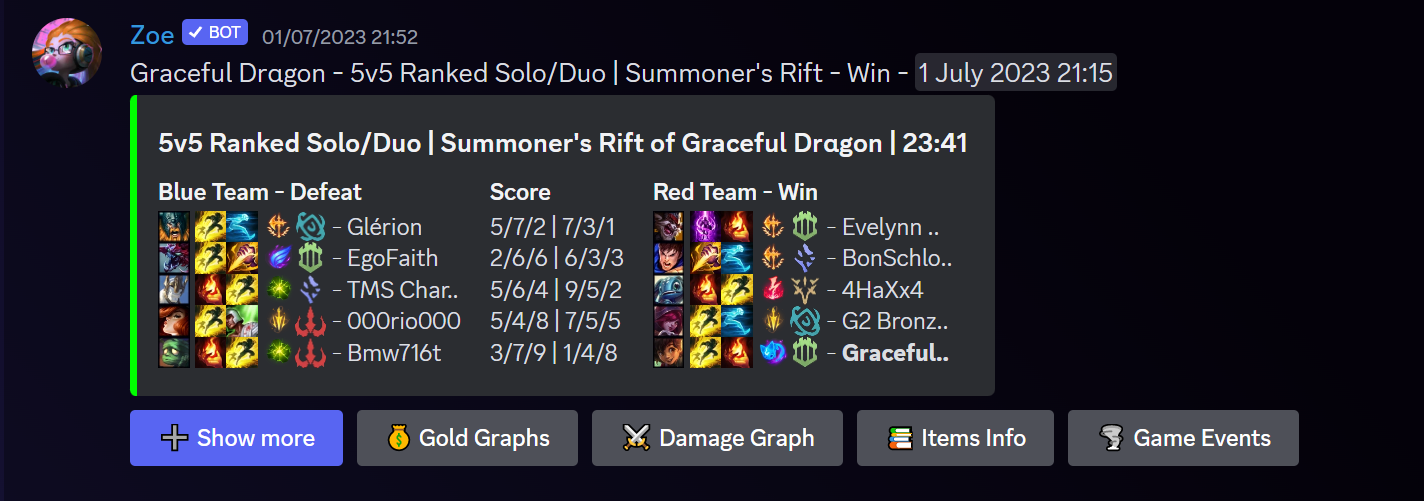 Zoe BOT 01/07/2023 21:52
Graceful Dragon - 5v5 Ranked Solo/Duo | Summoner's Rift - Win - 1 July 2023 21:15
5v5 Ranked Solo/Duo | Summoner's Rift of Graceful Dragon | 23:41
Blue Team - Defeat Score Red Team - Win
- Glérion 5/7/2 | 7/3/1 - Evelynn ..
- EgoFaith 2/6/6 | 6/3/3 - BonSchlo..
- TMS Char.. 5/6/4 | 9/5/2 - 4HaXx4
- 000rio000 5/4/8 | 7/5/5 - G2 Bronz..
- Bmw716t 3/7/9 | 1/4/8 - Graceful..
Show more Gold Graphs Damage Graph Items Info Game Events